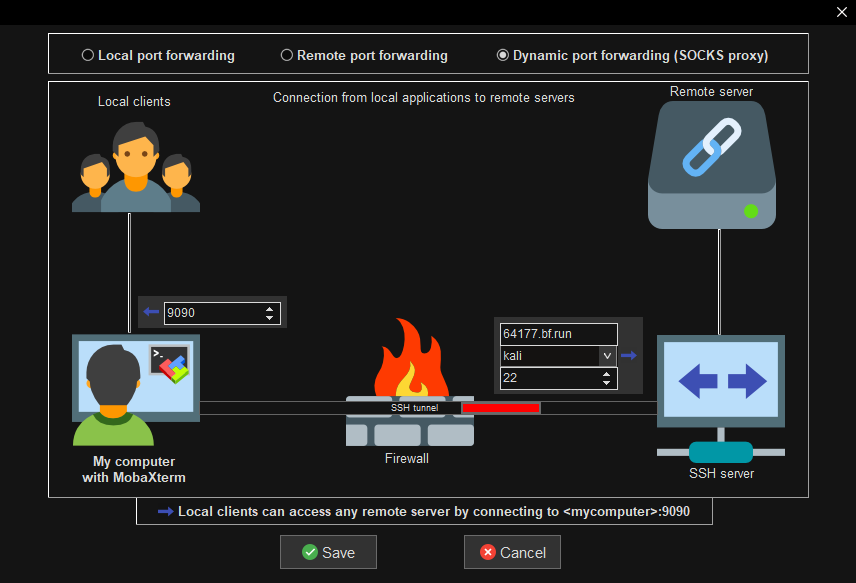 Local port forwarding
Remote port forwarding
Dynamic port forwarding (SOCKS proxy)
Local clients
Connection from local applications to remote servers
Remote server
9090
>_
64177.bf.run
kali
22
SSH tunnel
My computer
with MobaXterm
Firewall
SSH server
Local clients can access any remote server by connecting to <mycomputer>:9090
Save
Cancel